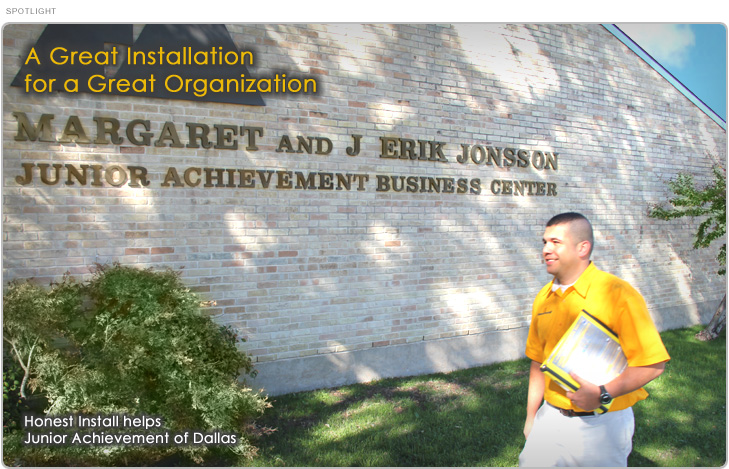 SPOTLIGHT
A Great Installation
for a Great Organization
MARGARET AND J ERIK JONSSON
JUNIOR ACHIEVEMENT BUSINESS CENTER
Honest Install helps
Junior Achievement of Dallas